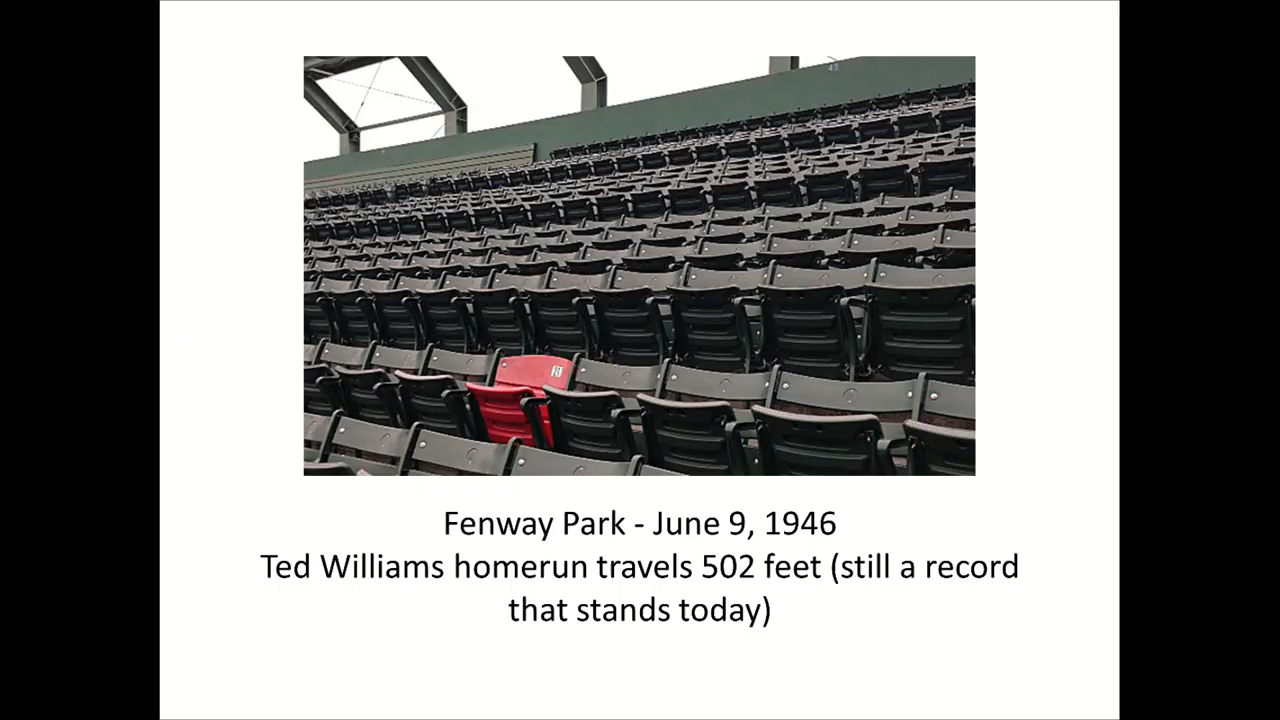 Fenway Park - June 9, 1946
Ted Williams homerun travels 502 feet (still a record
that stands today)